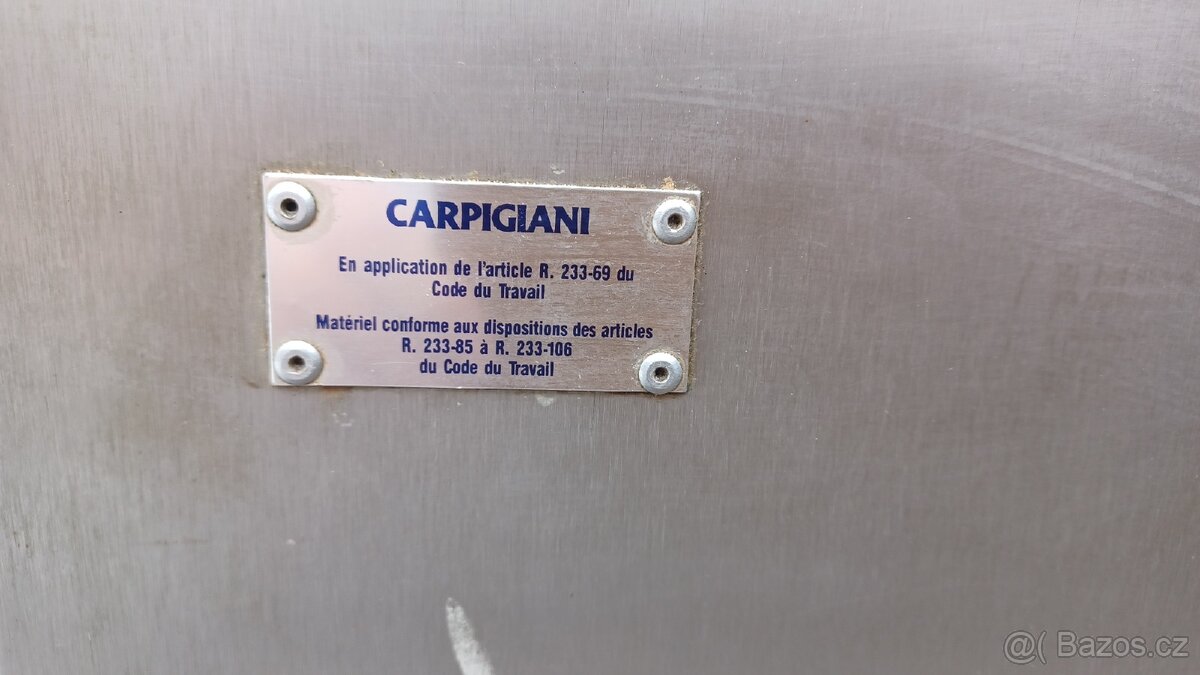 CARPIGIANI
En application de l'article R. 233-69 du
Code du Travail
Matériel conforme aux dispositions des articles
R. 233-85 à R. 233-106
du Code du Travail
@( Bazos.cz